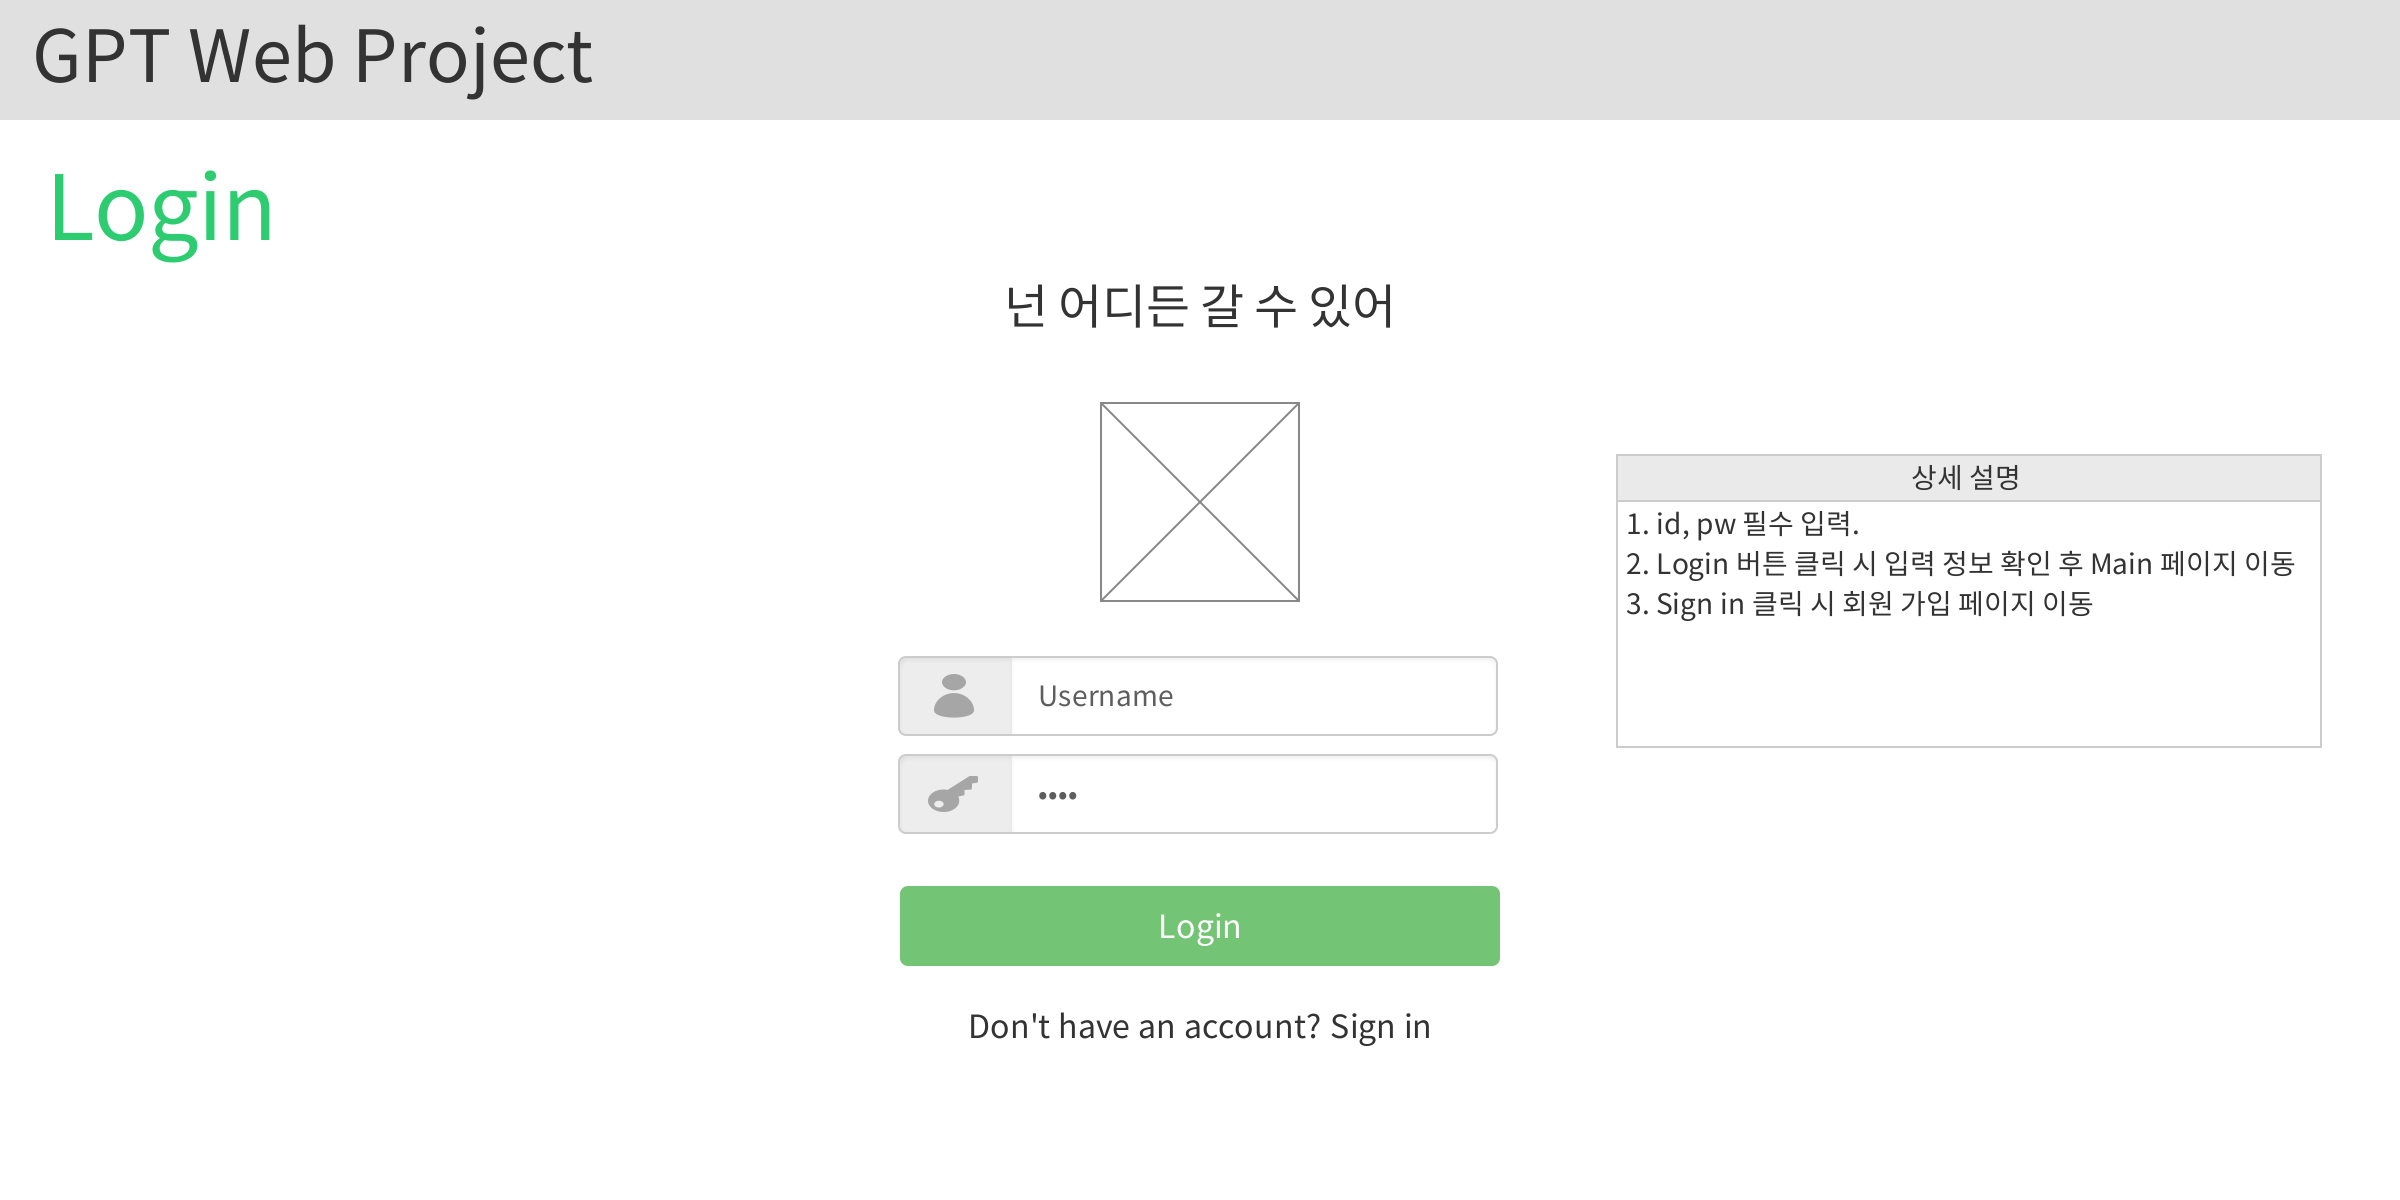 GPT Web Project
Login
넌 어디든 갈 수 있어
상세 설명
1. id, pw 필수 입력.
2. Login 버튼 클릭 시 입력 정보 확인 후 Main 페이지 이동
3. Sign in 클릭 시 회원 가입 페이지 이동
Username
••••
Login
Don't have an account? Sign in